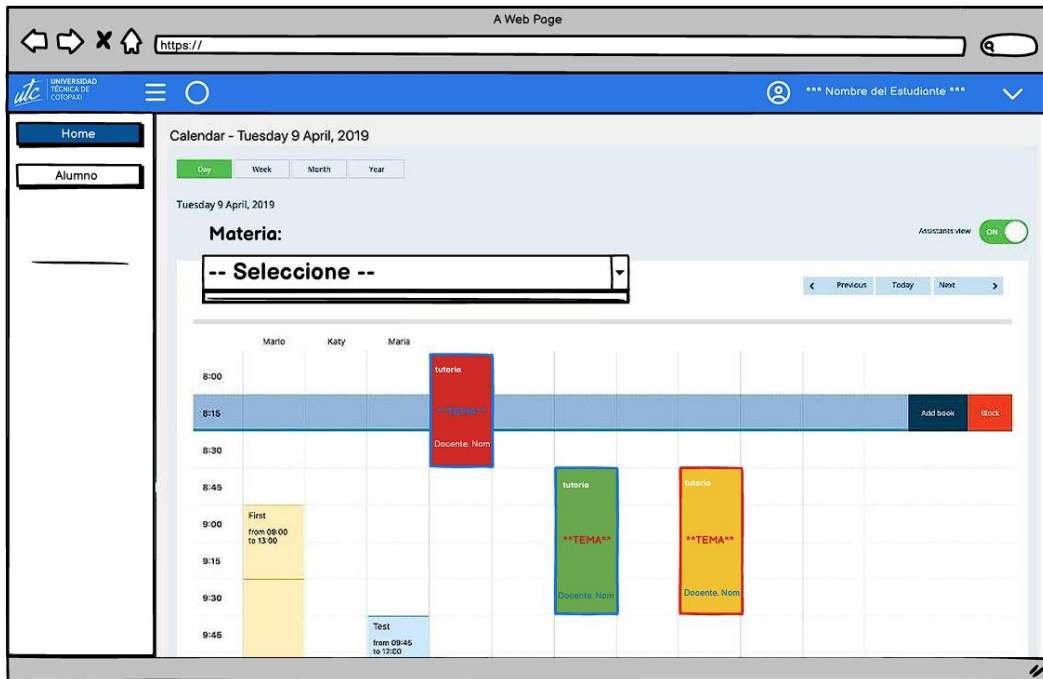 A Web Page
https://
utc UNIVERSIDAD
TÉCNICA DE
COTOPAXI
*** Nombre del Estudiante ***
Home
Alumno
Calendar - Tuesday 9 April, 2019
Day Week Month Year
Tuesday 9 April, 2019
Materia:
Assistants view ON
-- Seleccione --
< Previous Today Next >
Mario Katy Maria
8:00
8:15
8:30
8:45
9:00
9:15
9:30
9:45
tutoria
**TEMA**
Docente. Nom
Add book Block
tutoria
**TEMA**
Docente. Nom
tutoria
**TEMA**
Docente. Nom
First
from 09:00
to 13:00
Test
from 09:45
to 12:00